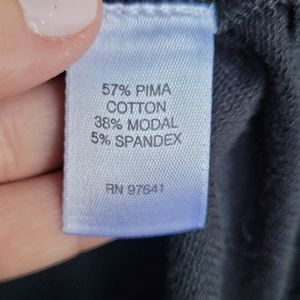 57% PIMA
COTTON
38% MODAL
5% SPANDEX
RN 97641